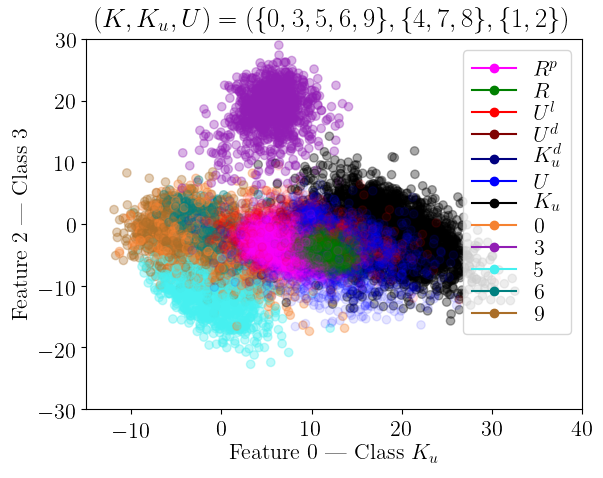 (K, K_u, U) = ({0, 3, 5, 6, 9}, {4, 7, 8}, {1, 2})
30
20
10
0
−10
−20
−30
Feature 2 — Class 3
R^p
R
U^l
U^d
K_u^d
U
K_u
0
3
5
6
9
−10 0 10 20 30 40
Feature 0 — Class K_u